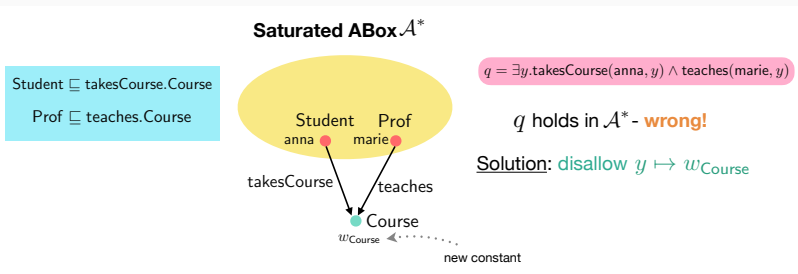 Saturated ABox 𝒜*
Student ⊑ takesCourse.Course
Prof ⊑ teaches.Course
Student Prof
anna marie
takesCourse teaches
Course
w_Course
new constant
q = ∃y.takesCourse(anna, y) ∧ teaches(marie, y)
q holds in 𝒜* - wrong!
Solution: disallow y ↦ w_Course